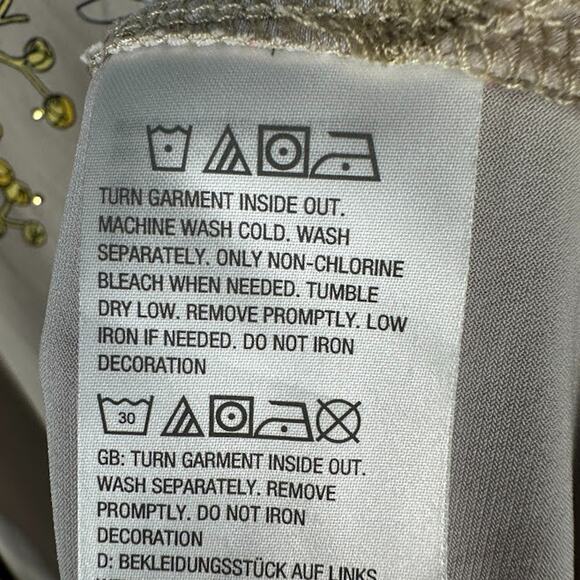 TURN GARMENT INSIDE OUT.
MACHINE WASH COLD. WASH
SEPARATELY. ONLY NON-CHLORINE
BLEACH WHEN NEEDED. TUMBLE
DRY LOW. REMOVE PROMPTLY. LOW
IRON IF NEEDED. DO NOT IRON
DECORATION
30
GB: TURN GARMENT INSIDE OUT.
WASH SEPARATELY. REMOVE
PROMPTLY. DO NOT IRON
DECORATION
D: BEKLEIDUNGSSTÜCK AUF LINKS